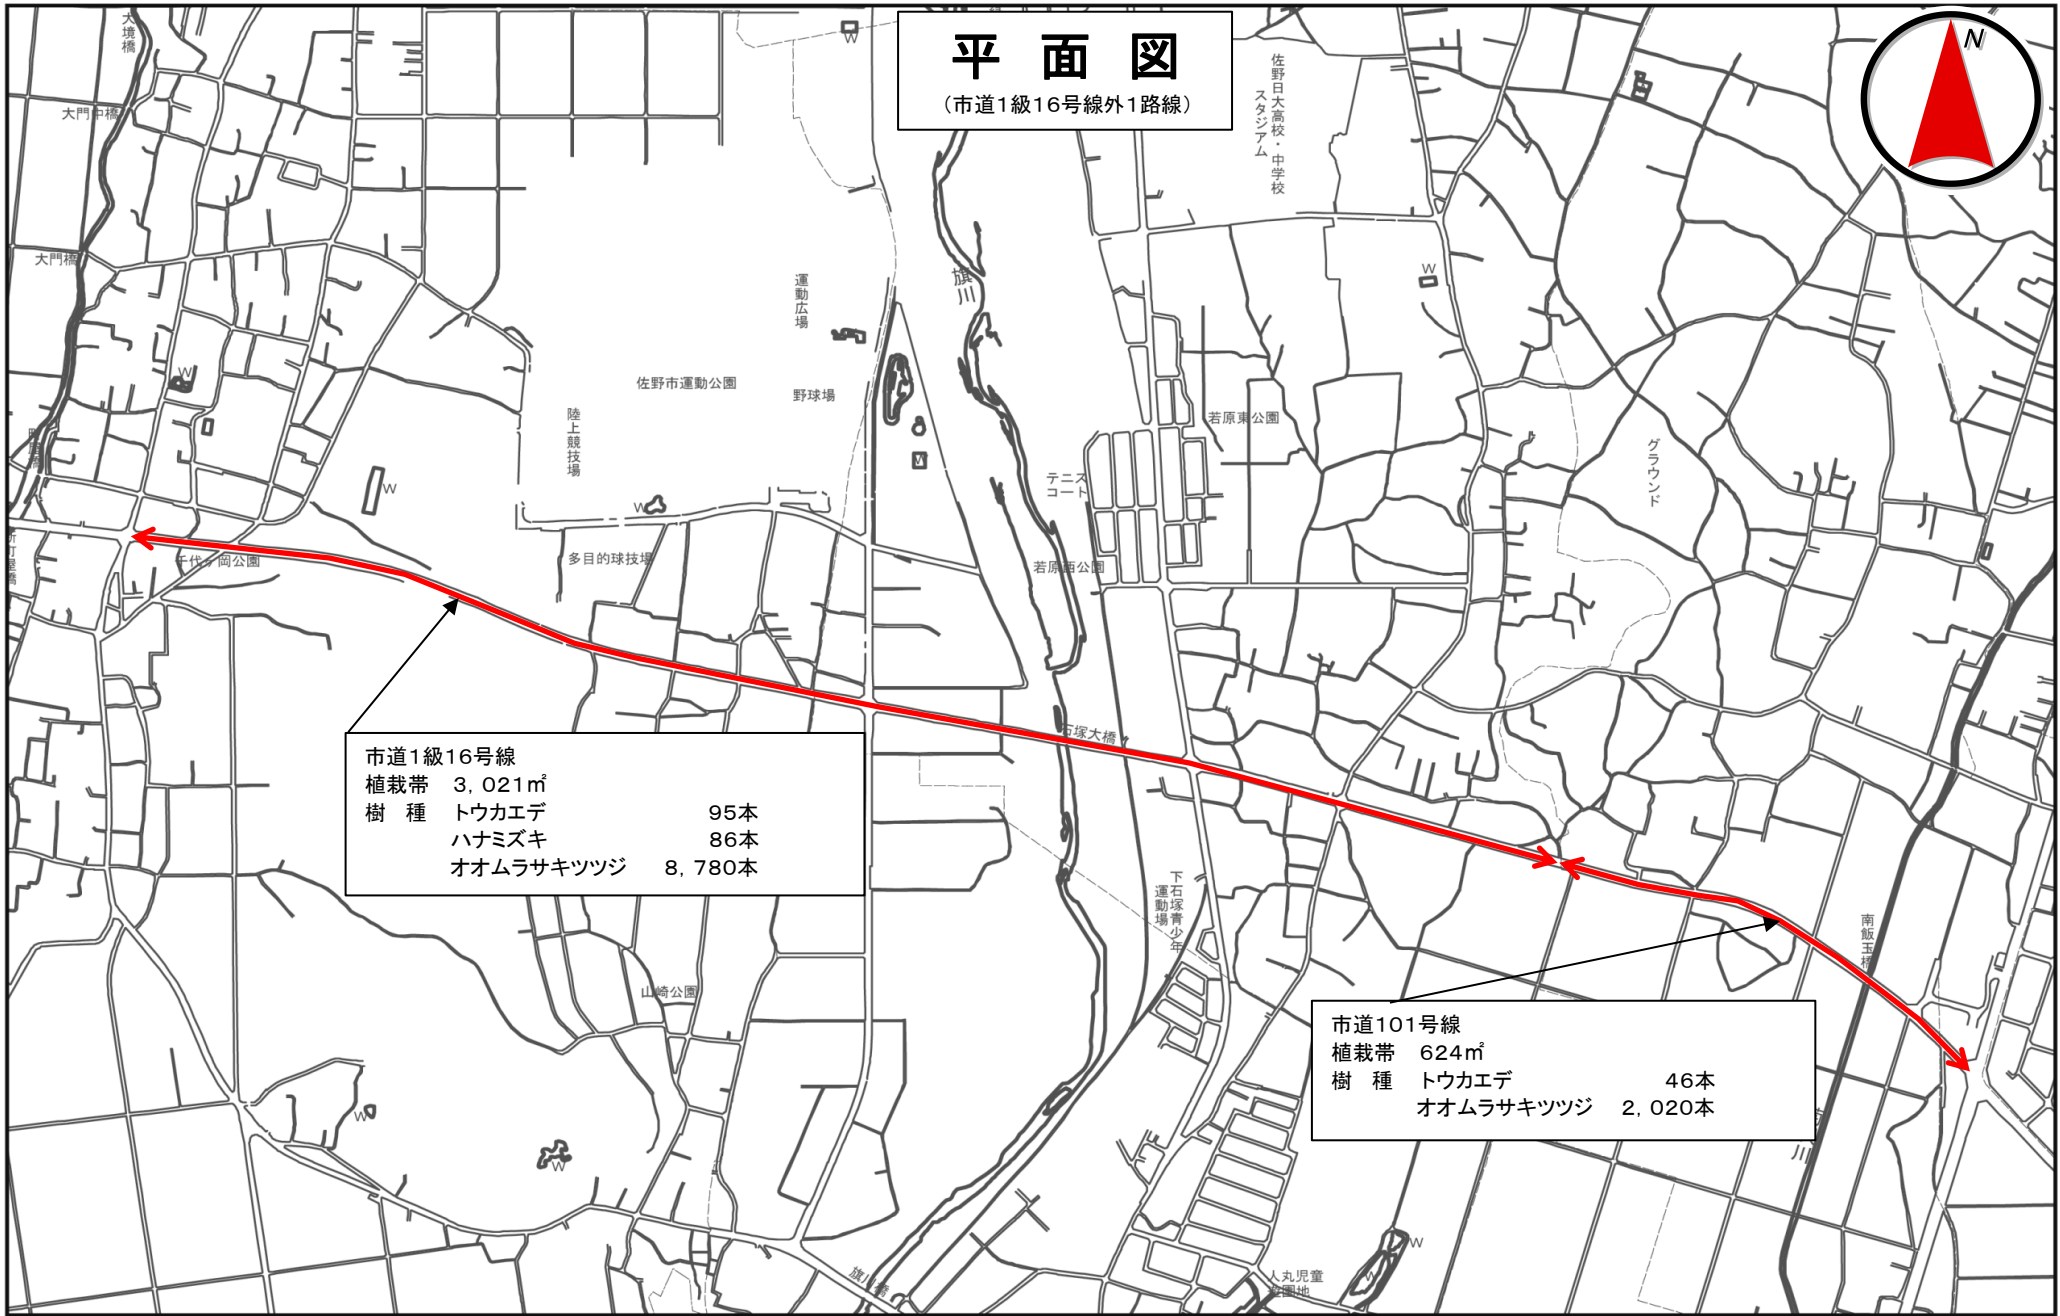 平 面 図
(市道1級16号線外1路線)
N
大境橋
大門中橋
大門橋
佐野日大高校・中学校
スタジアム
W
運動広場
旗川
W
佐野市運動公園
野球場
陸上競技場
若原東公園
グラウンド
テニス
コート
W
W
W
W
千代ヶ岡公園
多目的球技場
若原西公園
石塚大橋
市道1級16号線
植栽帯 3,021㎡
樹 種 トウカエデ 95本
ハナミズキ 86本
オオムラサキツツジ 8,780本
下石塚青少年
運動場
南飯玉橋
山崎公園
市道101号線
植栽帯 624㎡
樹 種 トウカエデ 46本
オオムラサキツツジ 2,020本
W
W
川
旗川橋
W
W